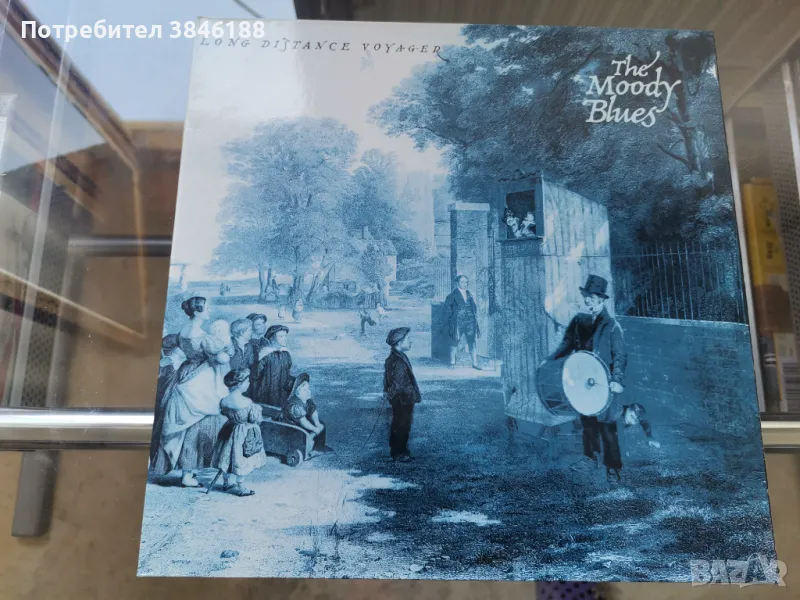 Потребител 3846188
LONG DISTANCE VOYAGER
The
Moody
Blues
BAZAR